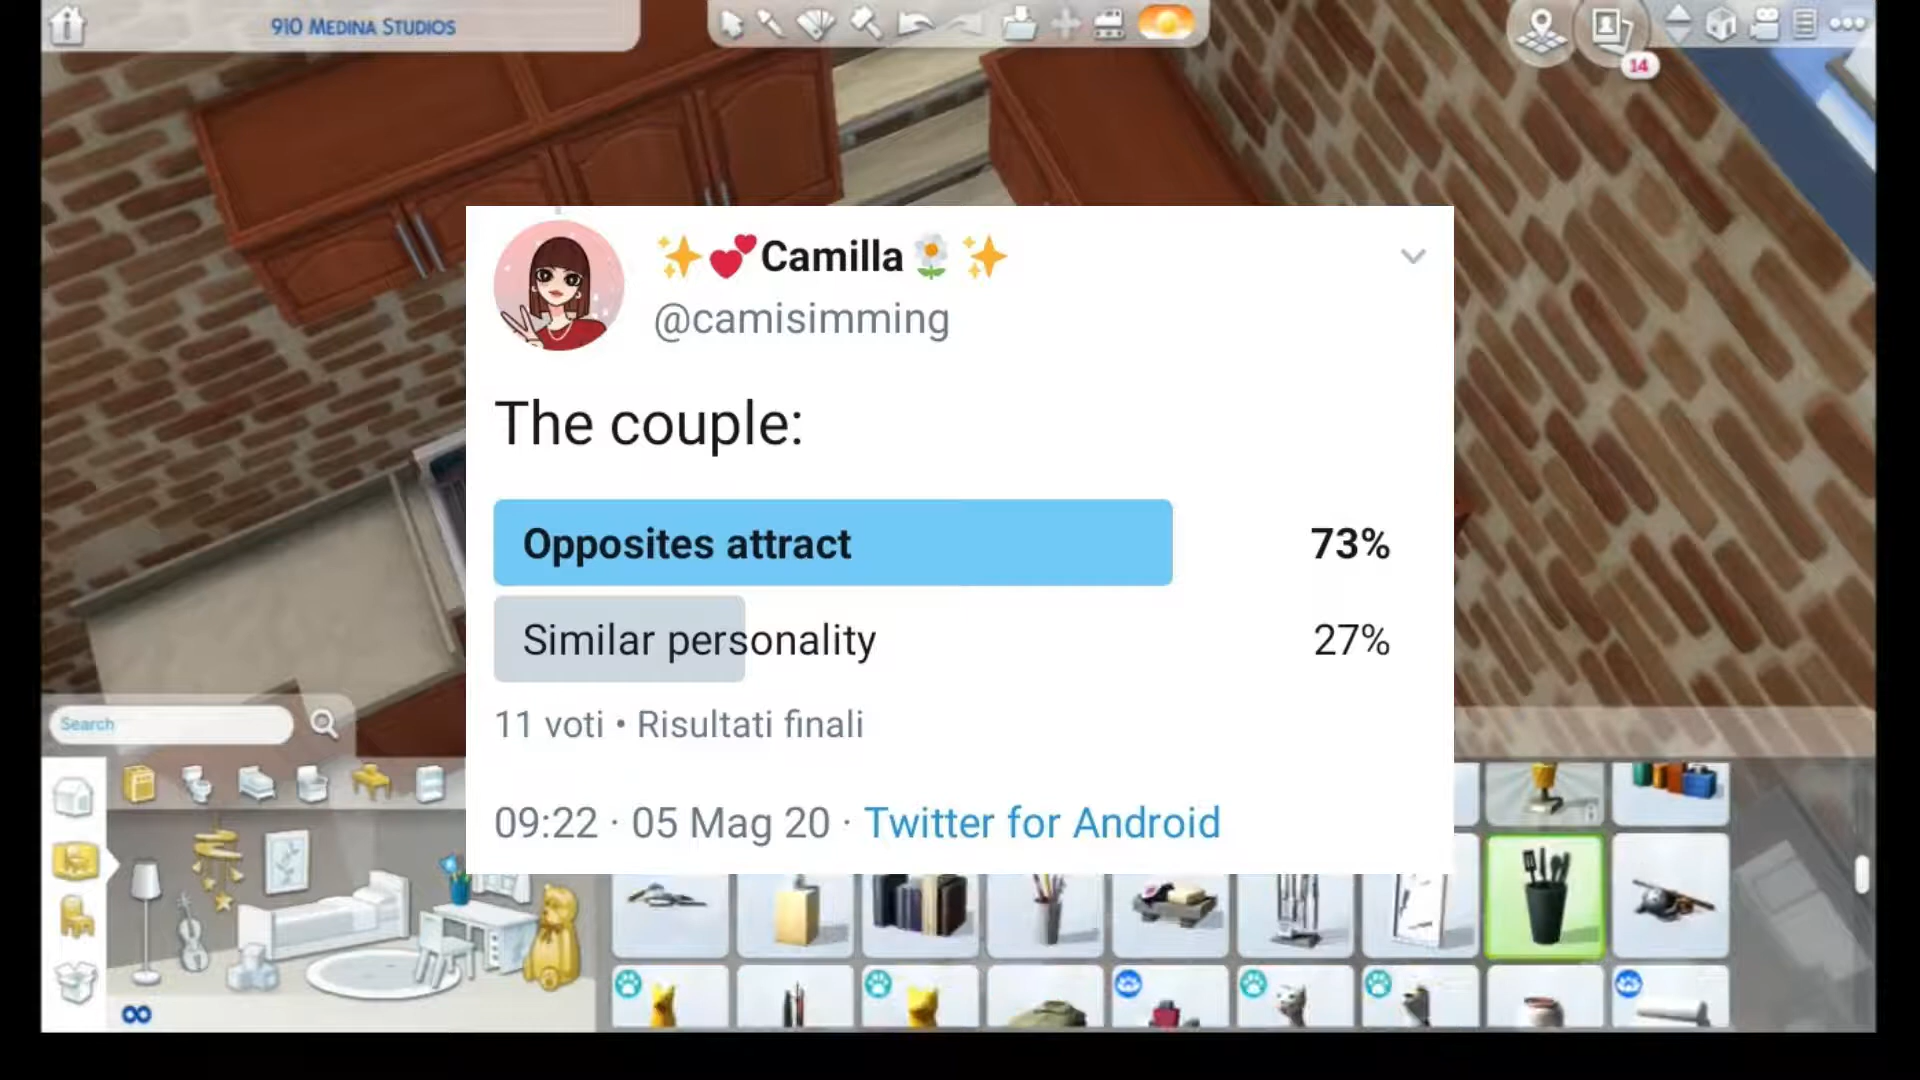 910 MEDINA STUDIOS
14
✨💕Camilla🌼✨
@camisimming
The couple:
Opposites attract 73%
Similar personality 27%
11 voti • Risultati finali
09:22 · 05 Mag 20 · Twitter for Android
Search